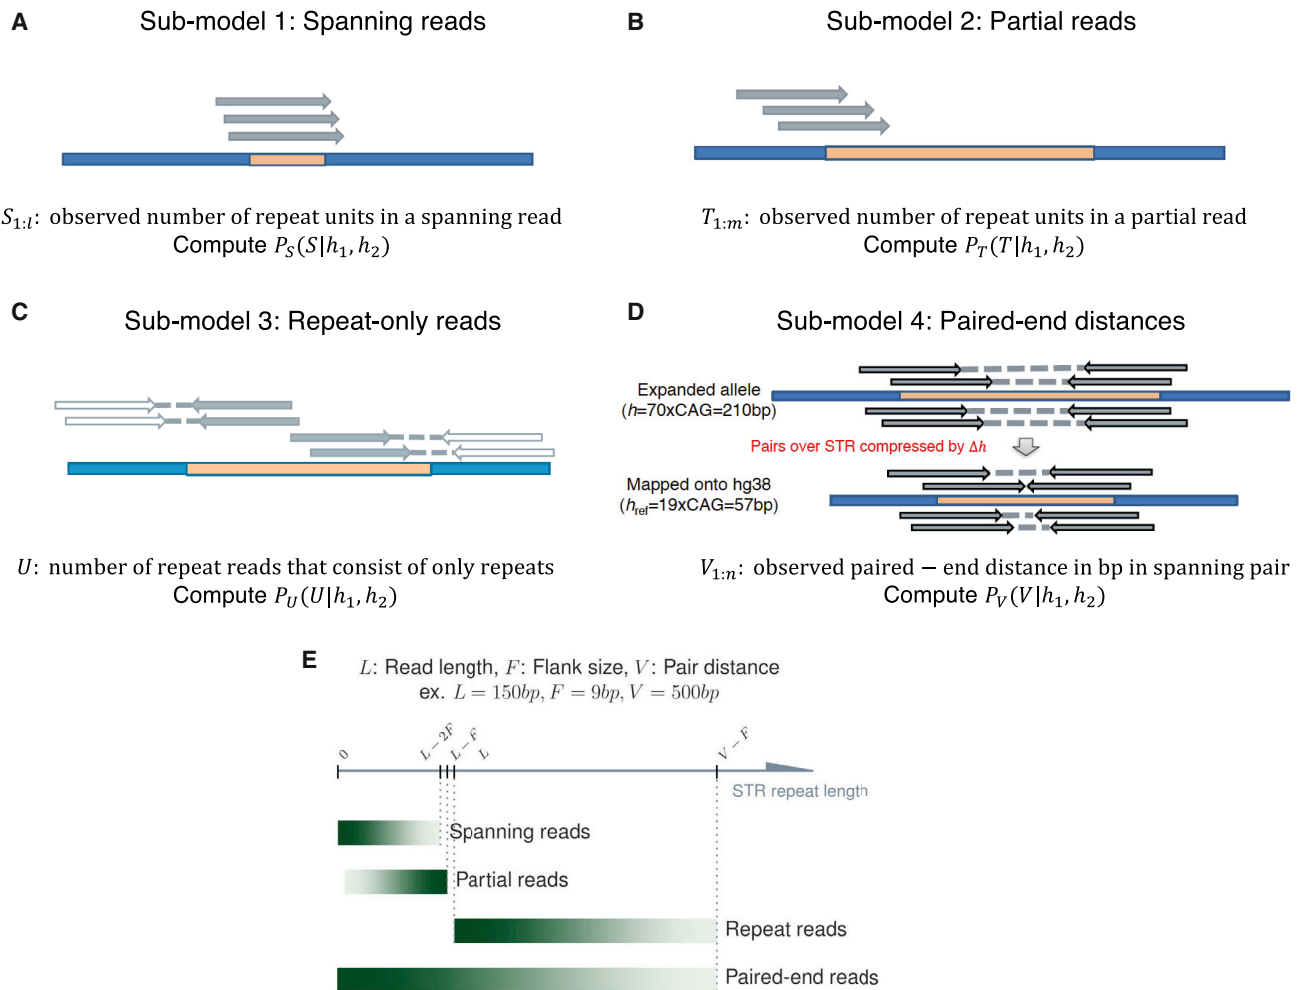 A
Sub-model 1: Spanning reads
S1:l: observed number of repeat units in a spanning read
Compute PS(S|h1, h2)
B
Sub-model 2: Partial reads
T1:m: observed number of repeat units in a partial read
Compute PT(T|h1, h2)
C
Sub-model 3: Repeat-only reads
U: number of repeat reads that consist of only repeats
Compute PU(U|h1, h2)
D
Sub-model 4: Paired-end distances
Expanded allele
(h=70xCAG=210bp)
Pairs over STR compressed by Δh
Mapped onto hg38
(href=19xCAG=57bp)
V1:n: observed paired − end distance in bp in spanning pair
Compute PV(V|h1, h2)
E
L: Read length, F: Flank size, V: Pair distance
ex. L = 150bp, F = 9bp, V = 500bp
0
L − 2F
L − F
L
V − F
STR repeat length
Spanning reads
Partial reads
Repeat reads
Paired-end reads